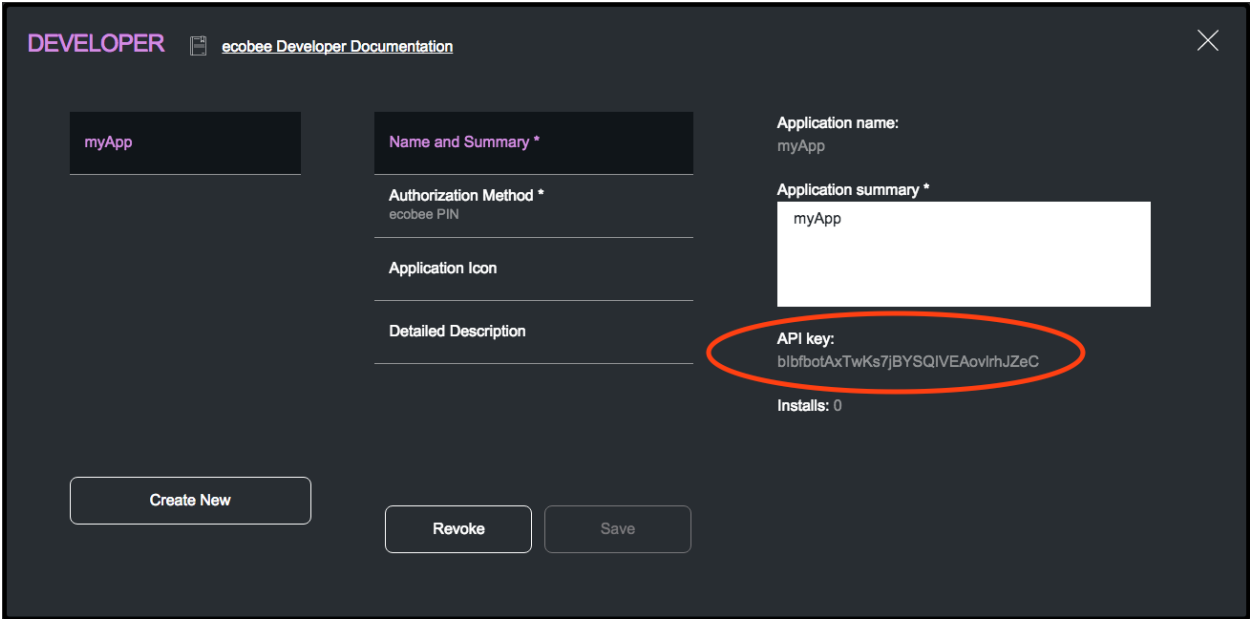 DEVELOPER ecobee Developer Documentation
myApp
Name and Summary *
Authorization Method *
ecobee PIN
Application Icon
Detailed Description
Application name:
myApp
Application summary *
myApp
API key:
bIbfbotAxTwKs7jBYSQIVEAovIrhJZeC
Installs: 0
Create New
Revoke
Save